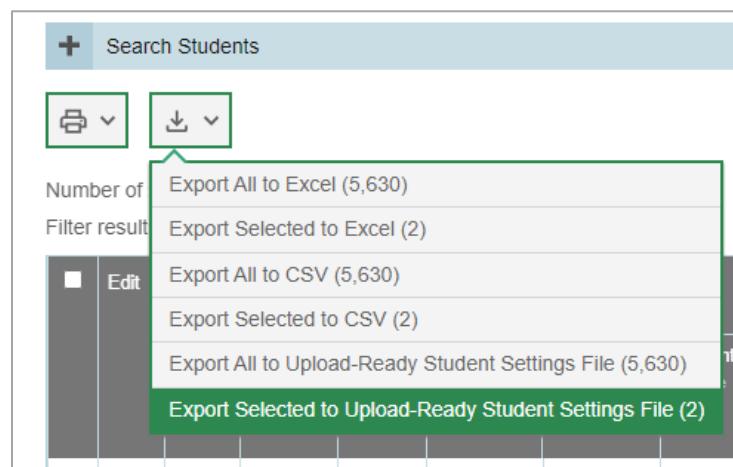 Search Students
Export All to Excel (5,630)
Number of
Export Selected to Excel (2)
Filter result
Export All to CSV (5,630)
Edit
Export Selected to CSV (2)
Export All to Upload-Ready Student Settings File (5,630)
Export Selected to Upload-Ready Student Settings File (2)